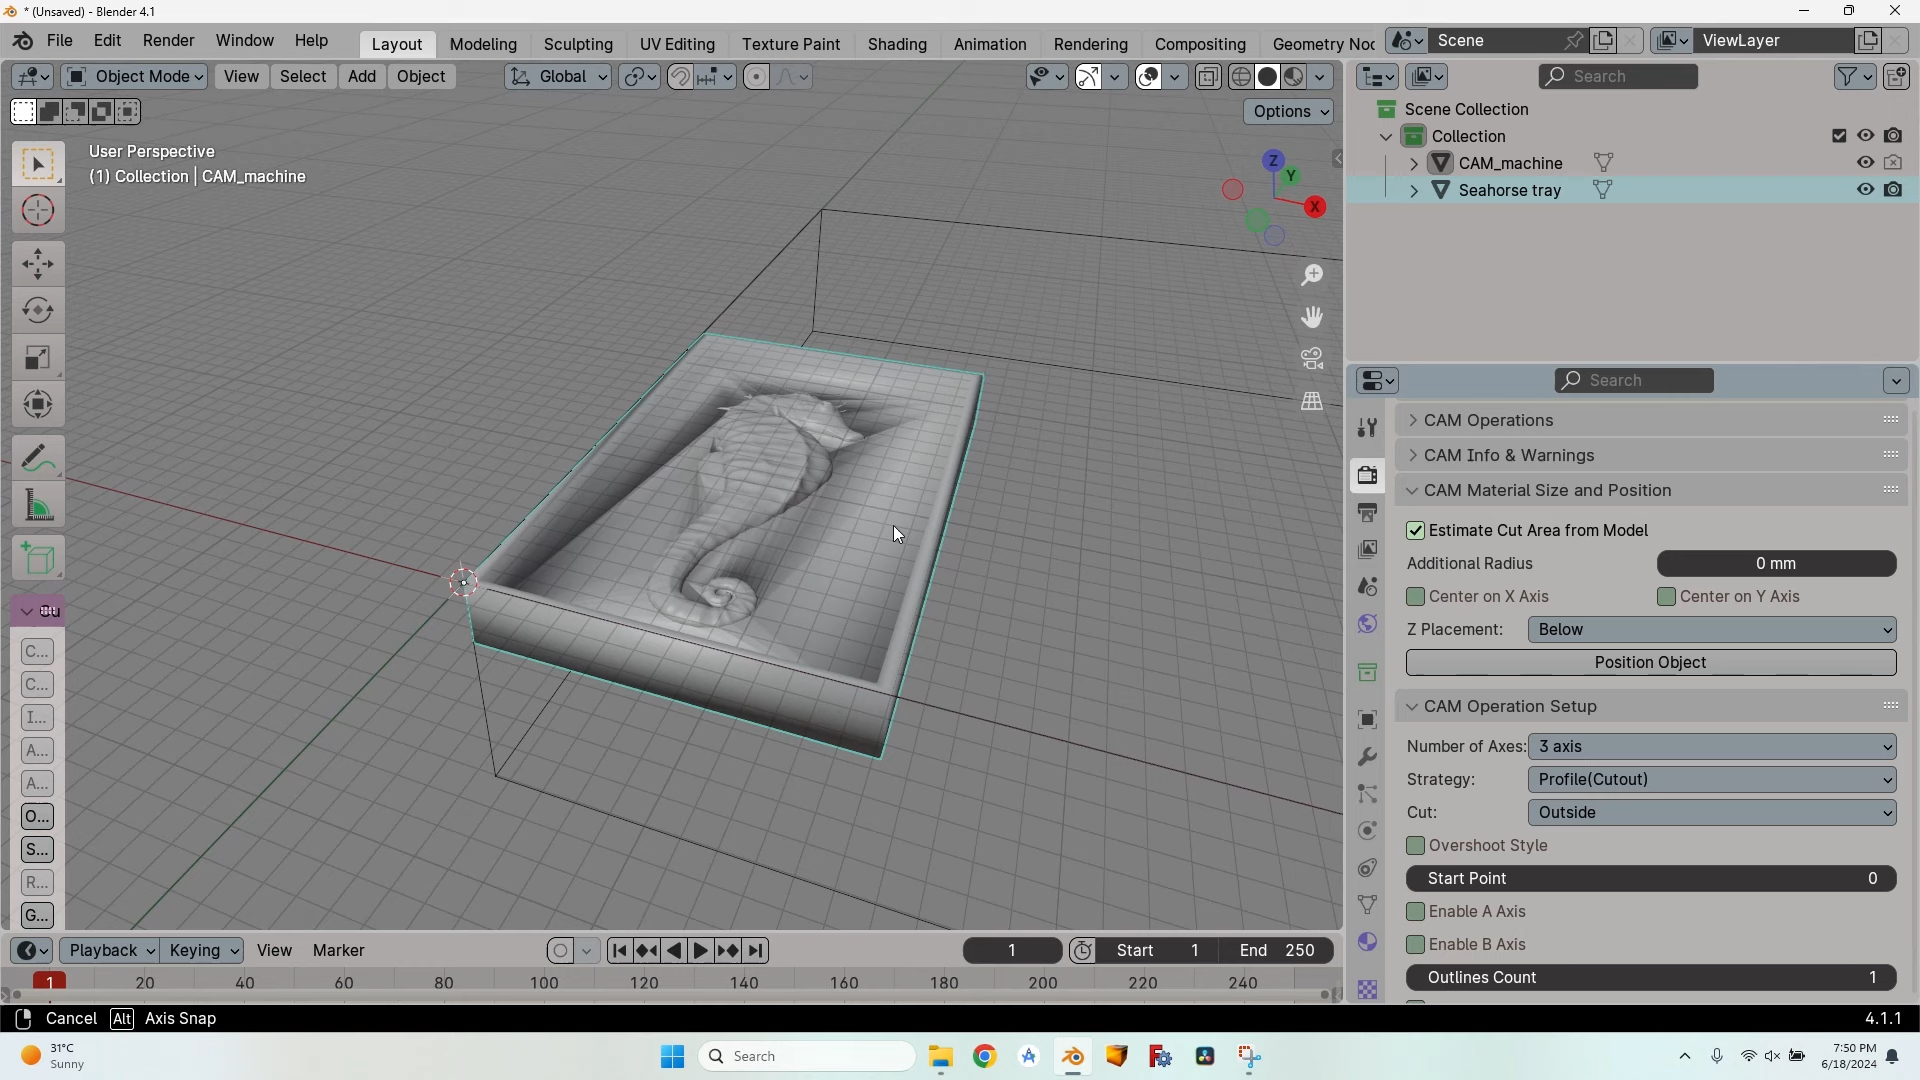 * (Unsaved) - Blender 4.1
File Edit Render Window Help
Layout Modeling Sculpting UV Editing Texture Paint Shading Animation Rendering Compositing Geometry Noc
Scene
ViewLayer
Object Mode
View Select Add Object
Global
Options
User Perspective
(1) Collection | CAM_machine
Z
Y
X
Cu
C...
C...
I...
A...
A...
O...
S...
R...
G...
Search
Scene Collection
Collection
CAM_machine
Seahorse tray
Search
CAM Operations
CAM Info & Warnings
CAM Material Size and Position
Estimate Cut Area from Model
Additional Radius 0 mm
Center on X Axis Center on Y Axis
Z Placement: Below
Position Object
CAM Operation Setup
Number of Axes: 3 axis
Strategy: Profile(Cutout)
Cut: Outside
Overshoot Style
Start Point 0
Enable A Axis
Enable B Axis
Outlines Count 1
Playback Keying View Marker
1 Start 1 End 250
1 20 40 60 80 100 120 140 160 180 200 220 240
Cancel Alt Axis Snap
4.1.1
31°C
Sunny
Search
7:50 PM
6/18/2024